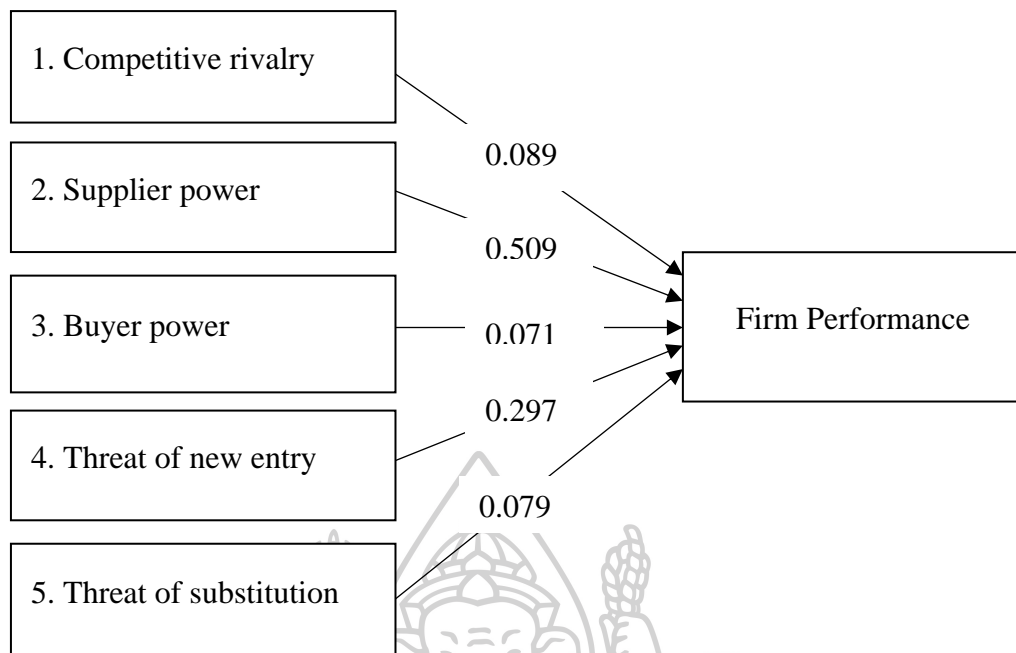 1. Competitive rivalry
0.089
2. Supplier power
0.509
3. Buyer power
0.071
Firm Performance
0.297
4. Threat of new entry
0.079
5. Threat of substitution